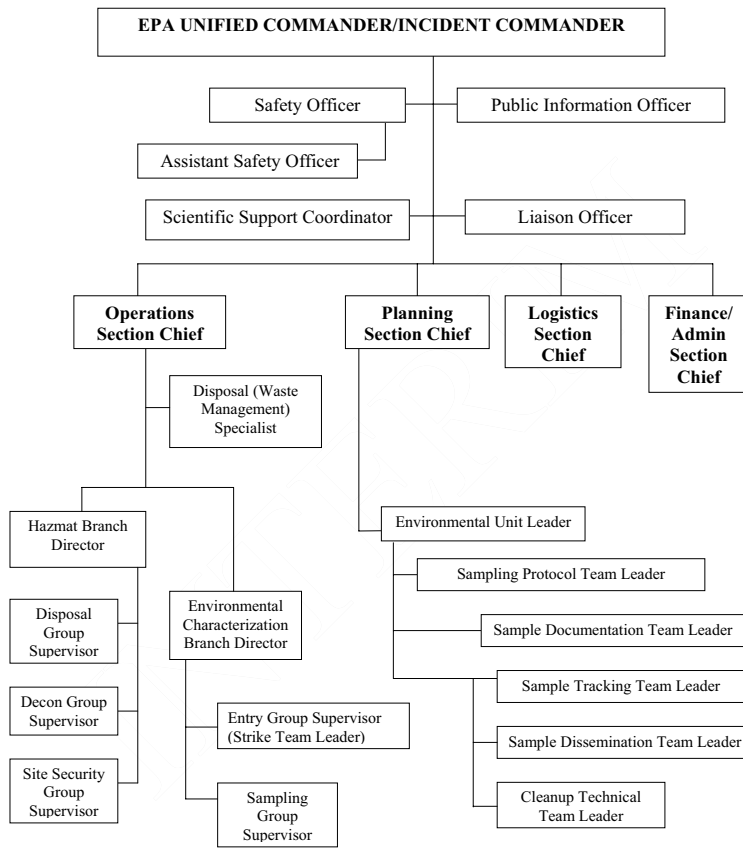 EPA UNIFIED COMMANDER/INCIDENT COMMANDER
Safety Officer
Public Information Officer
Assistant Safety Officer
Scientific Support Coordinator
Liaison Officer
Operations
Section Chief
Planning
Section Chief
Logistics
Section
Chief
Finance/
Admin
Section
Chief
Disposal (Waste
Management)
Specialist
Hazmat Branch
Director
Environmental Unit Leader
Sampling Protocol Team Leader
Disposal
Group
Supervisor
Environmental
Characterization
Branch Director
Sample Documentation Team Leader
Decon Group
Supervisor
Entry Group Supervisor
(Strike Team Leader)
Sample Tracking Team Leader
Sample Dissemination Team Leader
Site Security
Group
Supervisor
Sampling
Group
Supervisor
Cleanup Technical
Team Leader